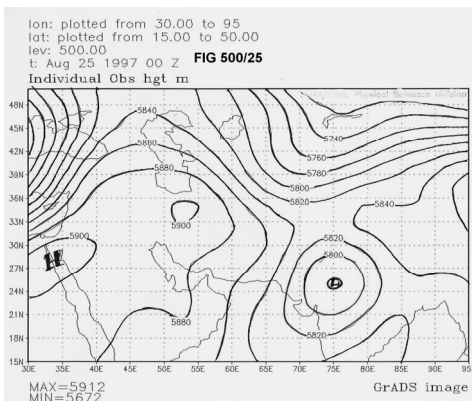 lon: plotted from 30.00 to 95
lat: plotted from 15.00 to 50.00
lev: 500.00
t: Aug 25 1997 00 Z
FIG 500/25
Individual Obs hgt m
Physical Sciences Division
48N
45N
42N
39N
36N
33N
30N
27N
24N
21N
18N
15N
5840
5860
5880
5740
5760
5780
5800
5820
5840
5900
5900
5820
5800
H
5880
5820
30E 35E 40E 45E 50E 55E 60E 65E 70E 75E 80E 85E 90E 95
MAX=5912
MIN=5672
GrADS image